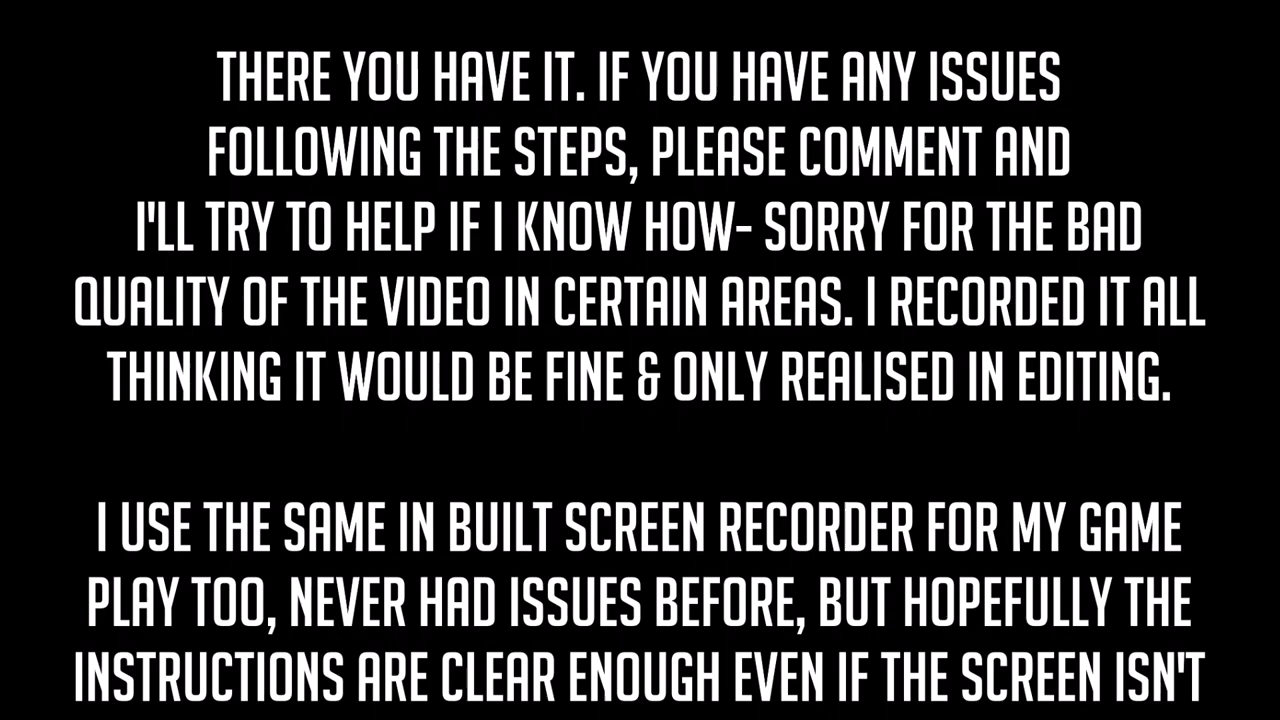 THERE YOU HAVE IT. IF YOU HAVE ANY ISSUES
FOLLOWING THE STEPS, PLEASE COMMENT AND
I'LL TRY TO HELP IF I KNOW HOW- SORRY FOR THE BAD
QUALITY OF THE VIDEO IN CERTAIN AREAS. I RECORDED IT ALL
THINKING IT WOULD BE FINE & ONLY REALISED IN EDITING.
I USE THE SAME IN BUILT SCREEN RECORDER FOR MY GAME
PLAY TOO, NEVER HAD ISSUES BEFORE, BUT HOPEFULLY THE
INSTRUCTIONS ARE CLEAR ENOUGH EVEN IF THE SCREEN ISN'T